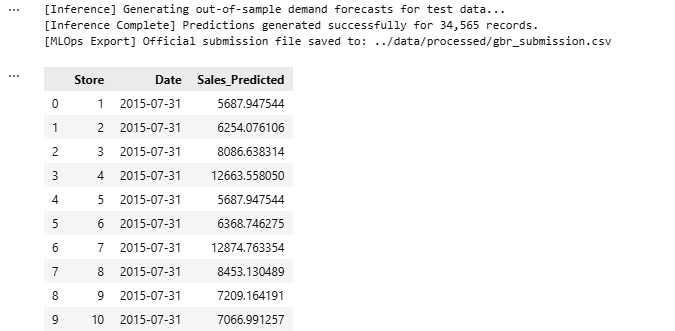 ... [Inference] Generating out-of-sample demand forecasts for test data...
[Inference Complete] Predictions generated successfully for 34,565 records.
[MLOps Export] Official submission file saved to: ../data/processed/gbr_submission.csv
...
Store Date Sales_Predicted
0 1 2015-07-31 5687.947544
1 2 2015-07-31 6254.076106
2 3 2015-07-31 8086.638314
3 4 2015-07-31 12663.558050
4 5 2015-07-31 5687.947544
5 6 2015-07-31 6368.746275
6 7 2015-07-31 12874.763354
7 8 2015-07-31 8453.130489
8 9 2015-07-31 7209.164191
9 10 2015-07-31 7066.991257